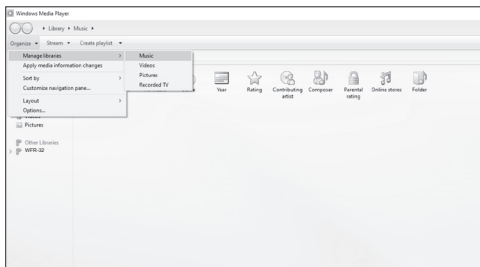 Windows Media Player
Library Music
Organize Stream Create playlist
Manage libraries
Apply media information changes
Sort by
Customize navigation pane...
Layout
Options...
Music
Videos
Pictures
Recorded TV
Year
Rating
Contributing artist
Composer
Parental rating
Online stores
Folder
Pictures
Other Libraries
WFR-32